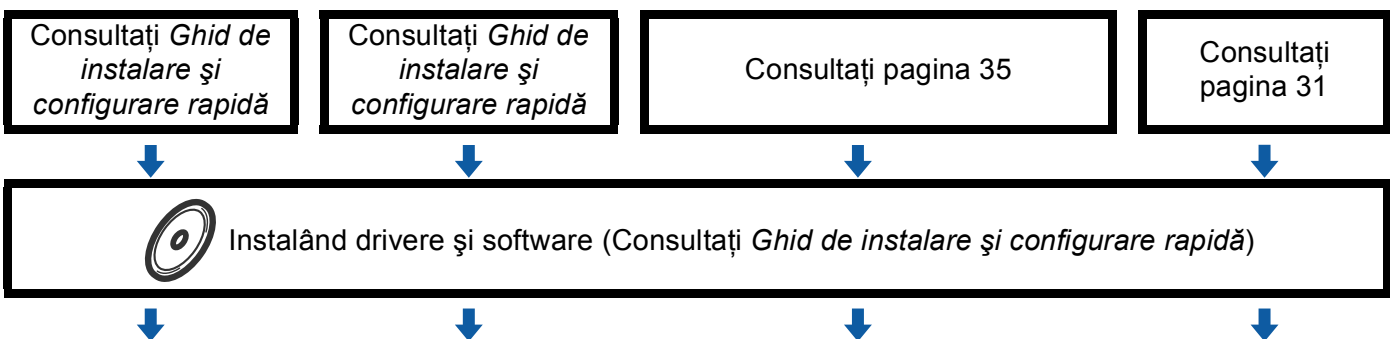 Consultați Ghid de
instalare şi
configurare rapidă
Consultați Ghid de
instalare şi
configurare rapidă
Consultați pagina 35
Consultați
pagina 31
Instalând drivere şi software (Consultați Ghid de instalare şi configurare rapidă)